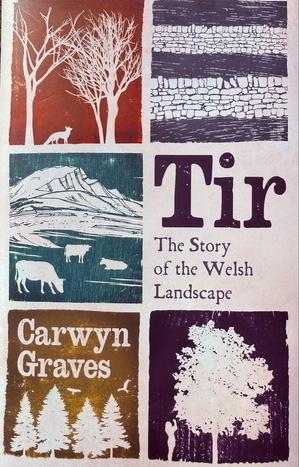 Tir
The Story
of the Welsh
Landscape
Carwyn
Graves